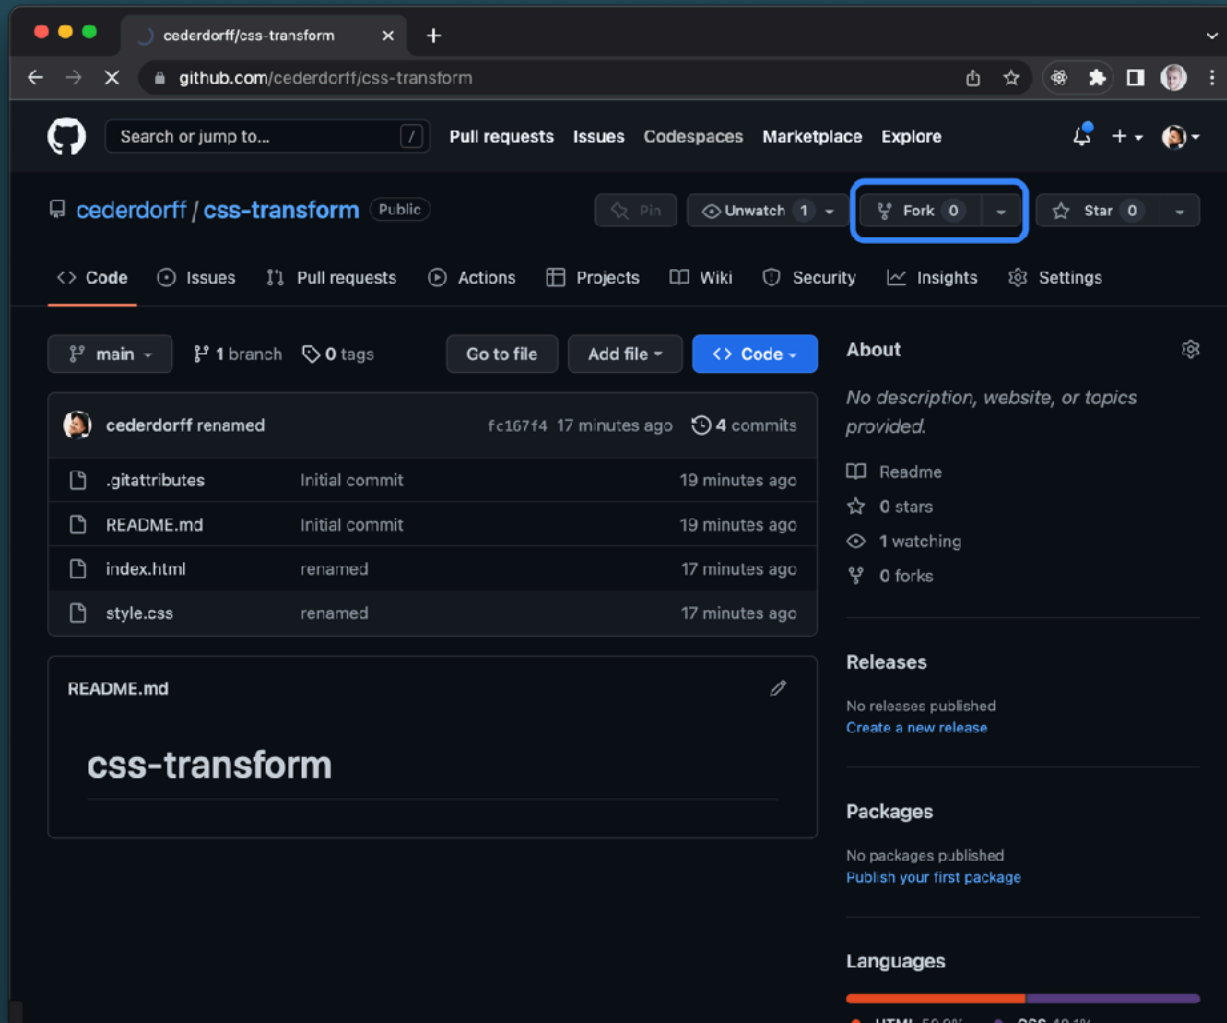 cederdorff/css-transform
github.com/cederdorff/css-transform
Search or jump to... /
Pull requests Issues Codespaces Marketplace Explore
cederdorff / css-transform Public
Pin Unwatch 1 Fork 0 Star 0
Code Issues Pull requests Actions Projects Wiki Security Insights Settings
main 1 branch 0 tags Go to file Add file Code
cederdorff renamed fc167f4 17 minutes ago 4 commits
.gitattributes Initial commit 19 minutes ago
README.md Initial commit 19 minutes ago
index.html renamed 17 minutes ago
style.css renamed 17 minutes ago
README.md
css-transform
About
No description, website, or topics
provided.
Readme
0 stars
1 watching
0 forks
Releases
No releases published
Create a new release
Packages
No packages published
Publish your first package
Languages
HTML CSS